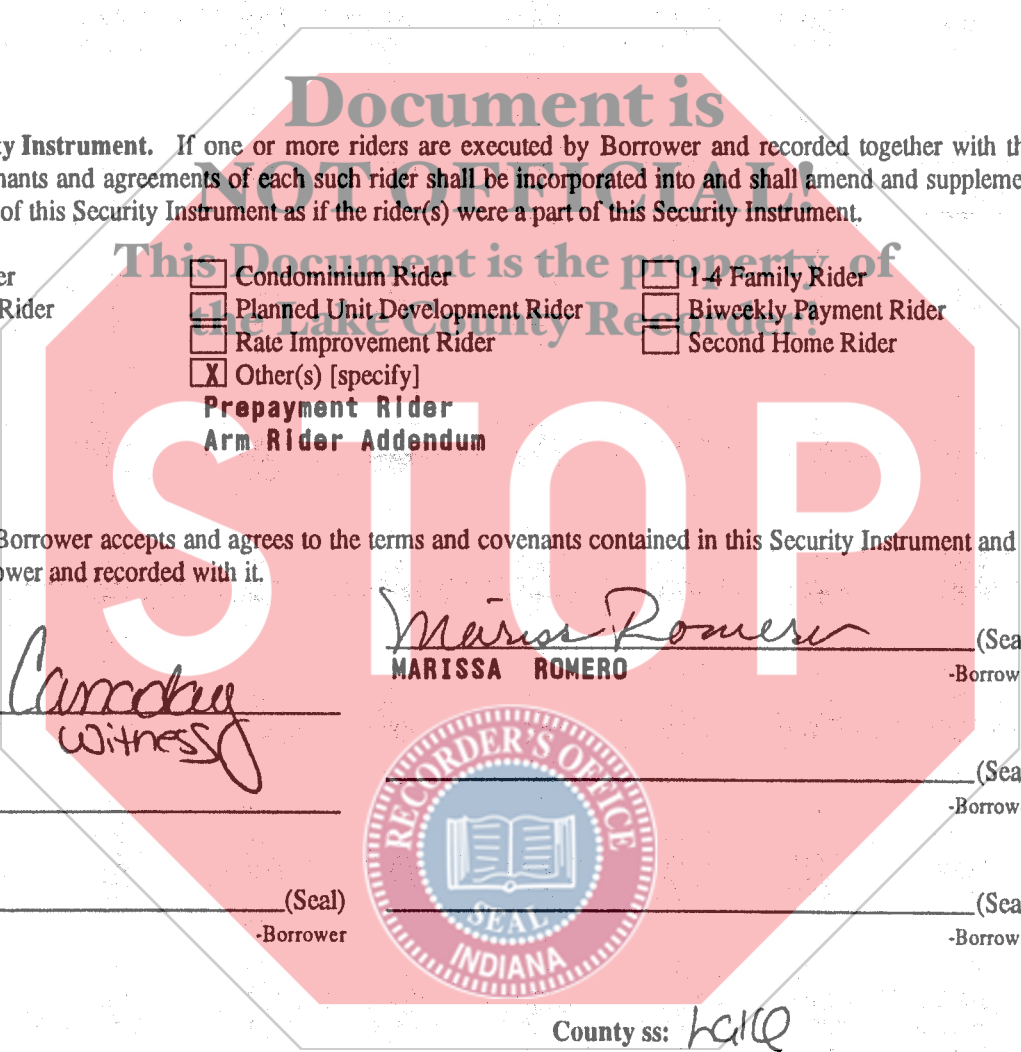 Document is
ty Instrument. If one or more riders are executed by Borrower and recorded together with th
NOT OFFICIAL!
nants and agreements of each such rider shall be incorporated into and shall amend and suppleme
of this Security Instrument as if the rider(s) were a part of this Security Instrument.
This Document is the property of
er Condominium Rider 1-4 Family Rider
Rider Planned Unit Development Rider Biweekly Payment Rider
the Lake County Recorder!
Rate Improvement Rider Second Home Rider
X Other(s) [specify]
Prepayment Rider
Arm Rider Addendum
STOP
Borrower accepts and agrees to the terms and covenants contained in this Security Instrument and
ower and recorded with it.
Marissa Romero (Sea
MARISSA ROMERO -Borrow
Canaday
Witness
RECORDER'S OFFICE
(Sea
-Borrow
SEAL
INDIANA
(Seal) (Sea
-Borrower -Borrow
County ss: Lake